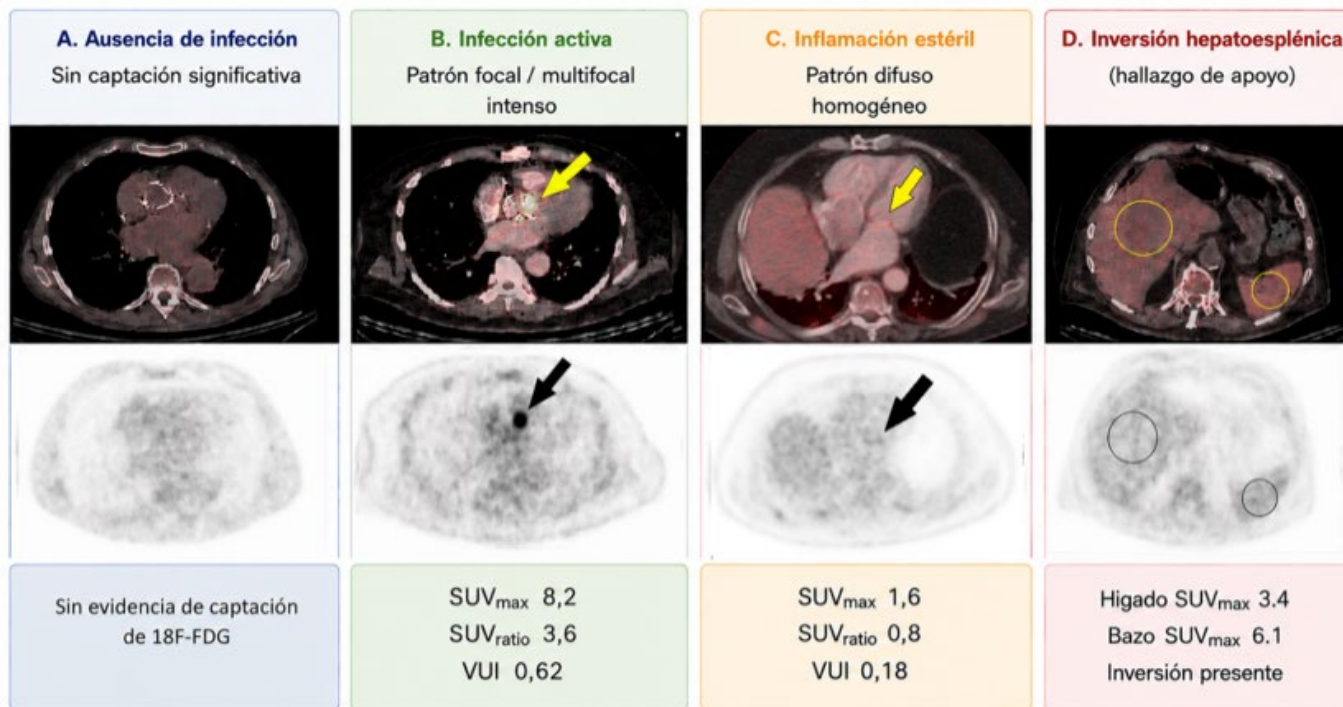 A. Ausencia de infección
Sin captación significativa
B. Infección activa
Patrón focal / multifocal
intenso
C. Inflamación estéril
Patrón difuso
homogéneo
D. Inversión hepatoesplénica
(hallazgo de apoyo)
Sin evidencia de captación
de 18F-FDG
SUVmax 8,2
SUVratio 3,6
VUI 0,62
SUVmax 1,6
SUVratio 0,8
VUI 0,18
Higado SUVmax 3.4
Bazo SUVmax 6.1
Inversión presente